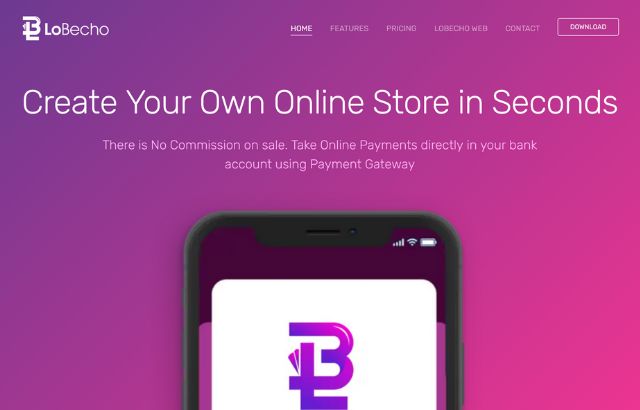 LoBecho
HOME FEATURES PRICING LOBECHO WEB CONTACT DOWNLOAD
Create Your Own Online Store in Seconds
There is No Commission on sale. Take Online Payments directly in your bank
account using Payment Gateway